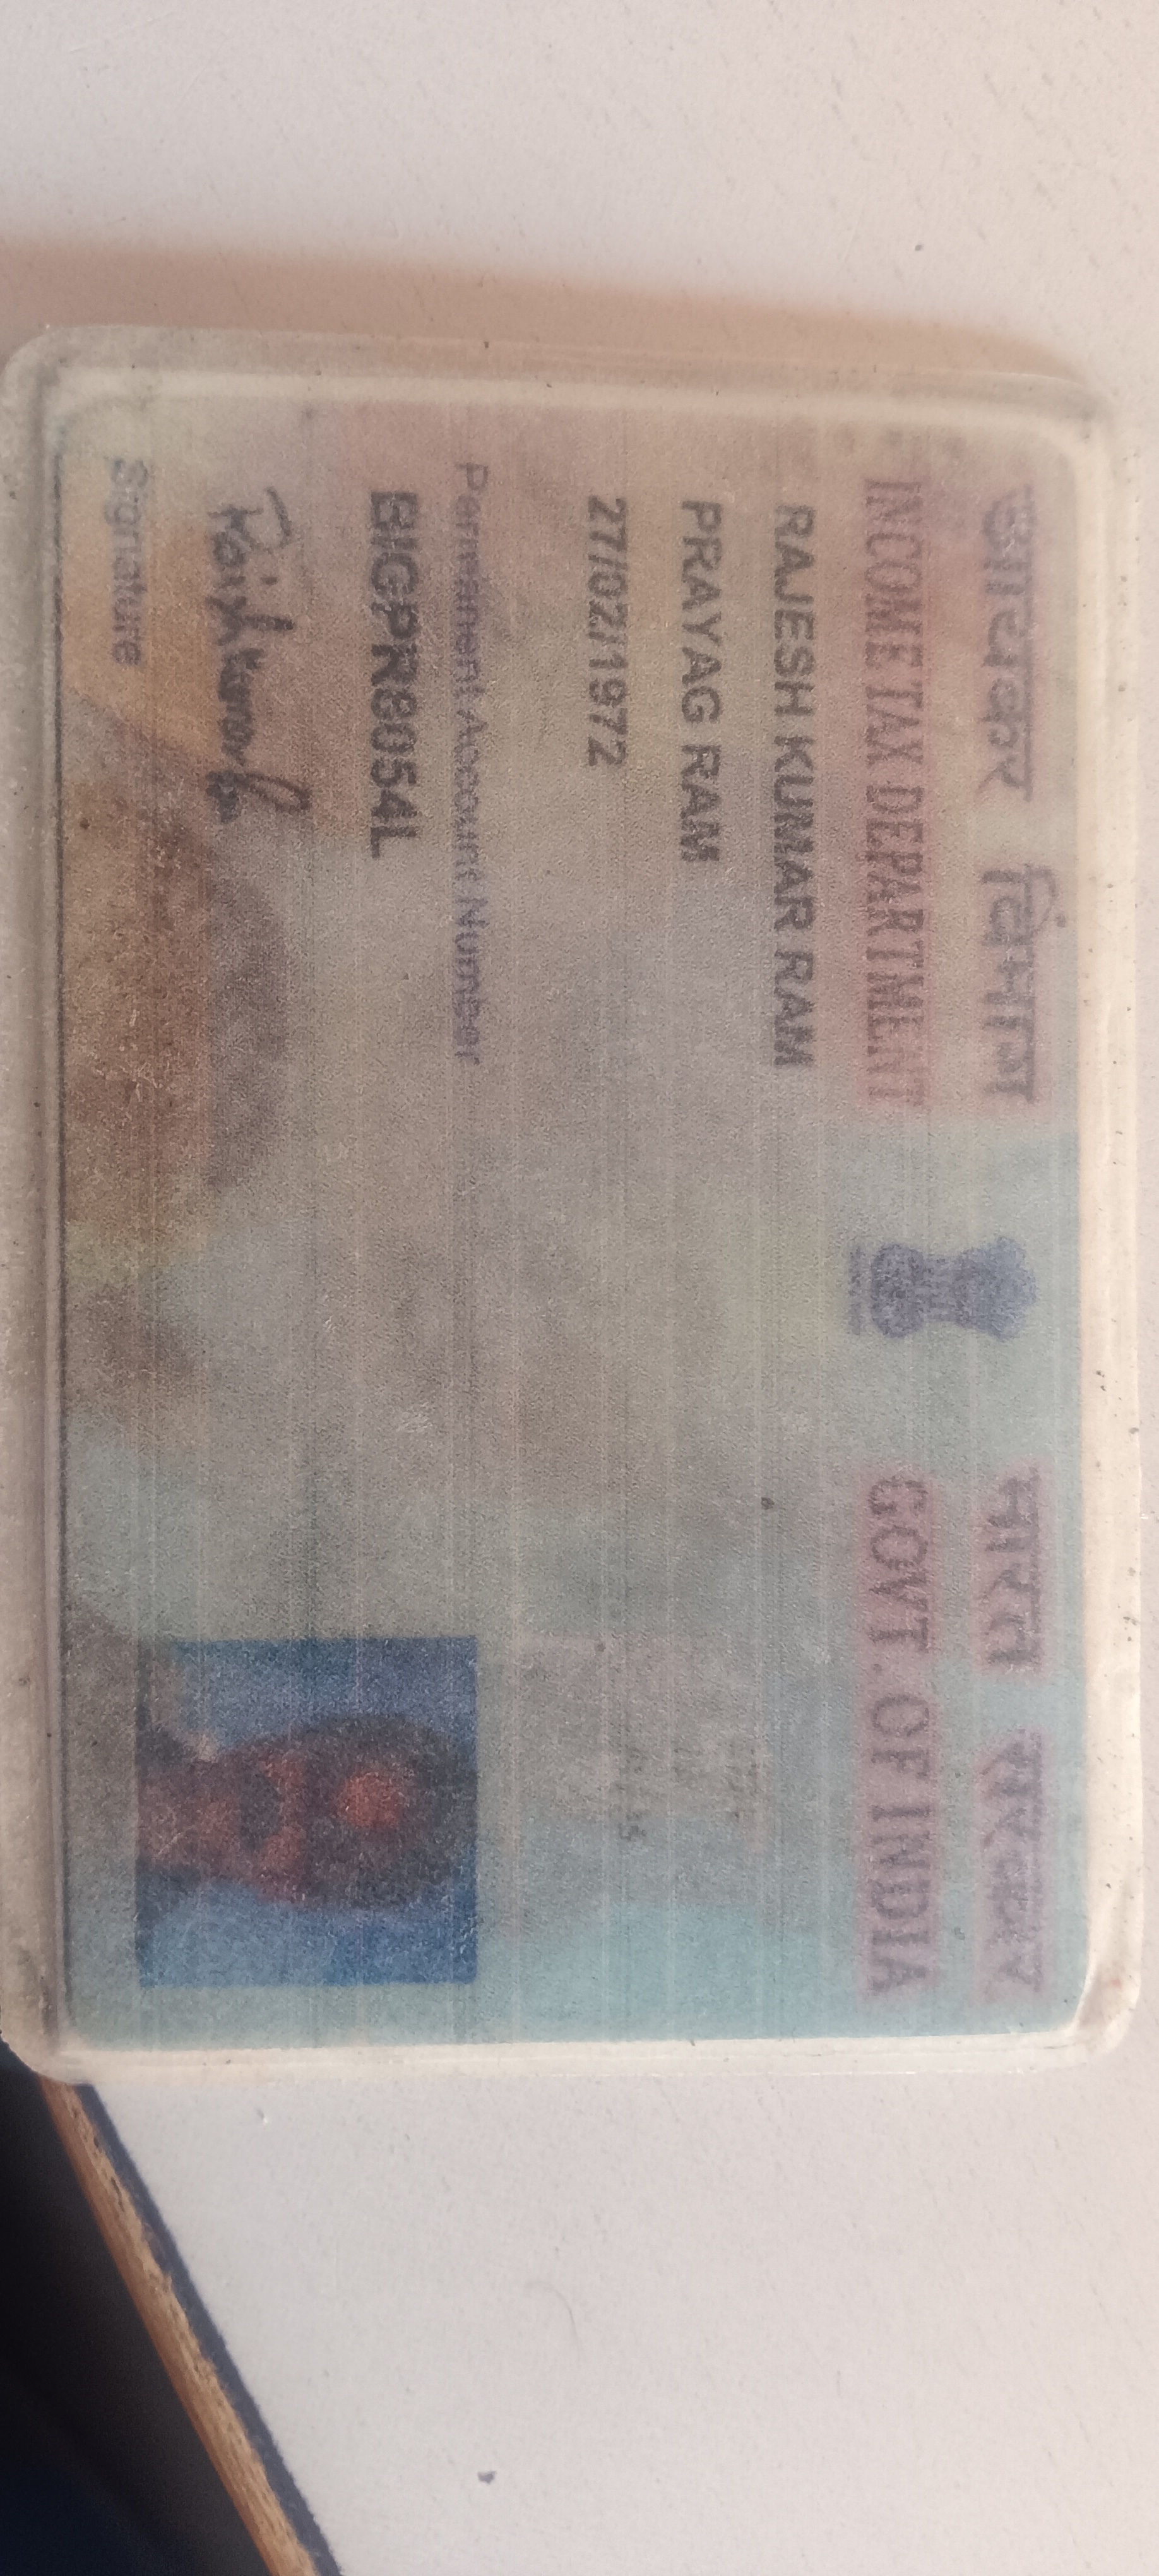 आयकर विभाग
INCOME TAX DEPARTMENT
भारत सरकार
GOVT. OF INDIA
RAJESH KUMAR RAM
PRAYAG RAM
27/02/1972
Permanent Account Number
Signature